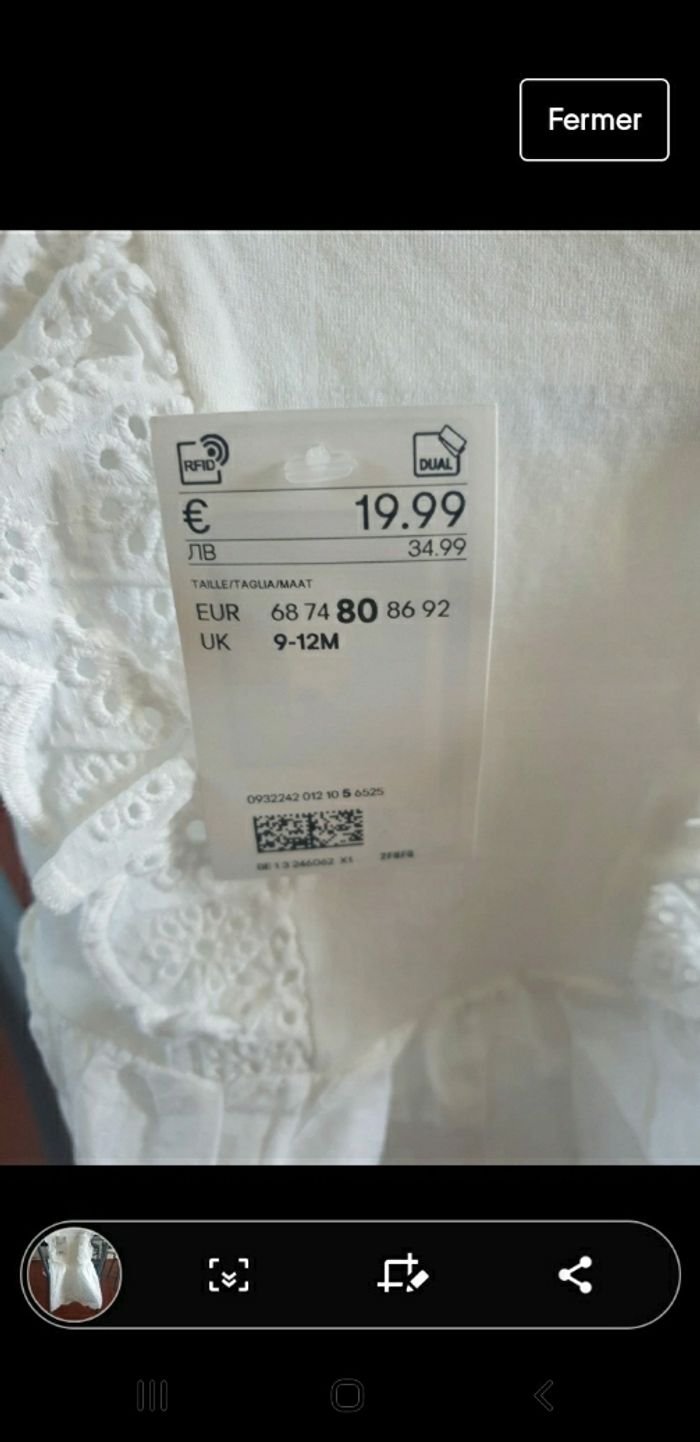 Fermer
RFID
DUAL
€ 19.99
ЛВ 34.99
TAILLE/TAGLIA/MAAT
EUR 68 74 80 86 92
UK 9-12M
0932242 012 10 S 6525